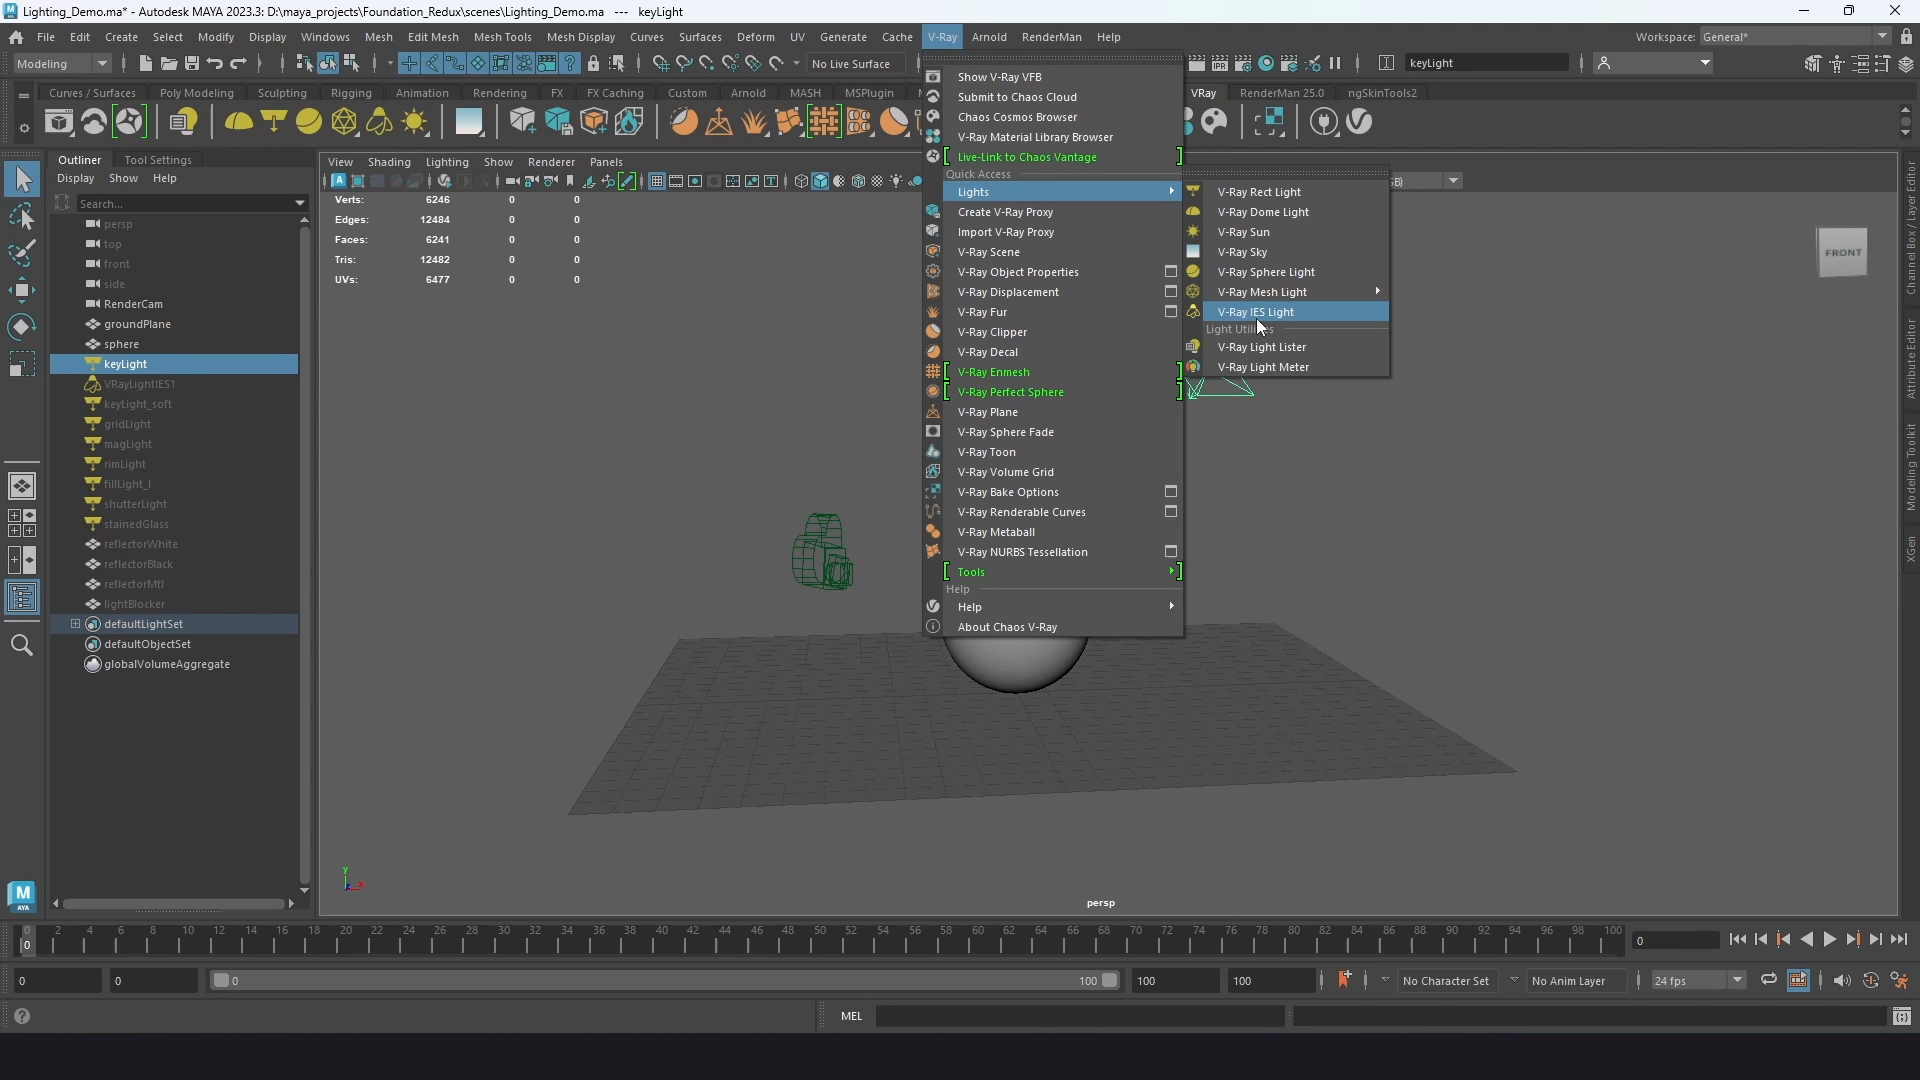 Lighting_Demo.ma* - Autodesk MAYA 2023.3: D:\maya_projects\Foundation_Redux\scenes\Lighting_Demo.ma --- keyLight
File Edit Create Select Modify Display Windows Mesh Edit Mesh Mesh Tools Mesh Display Curves Surfaces Deform UV Generate Cache V-Ray Arnold RenderMan Help
Workspace: General*
Modeling
No Live Surface
keyLight
Curves / Surfaces Poly Modeling Sculpting Rigging Animation Rendering FX FX Caching Custom Arnold MASH MSPlugin
VRay RenderMan 25.0 ngSkinTools2
Outliner Tool Settings
Display Show Help
Search...
persp
top
front
side
RenderCam
groundPlane
sphere
keyLight
VRayLightIES1
keyLight_soft
gridLight
magLight
rimLight
fillLight_l
shutterLight
stainedGlass
reflectorWhite
reflectorBlack
reflectorMtl
lightBlocker
defaultLightSet
defaultObjectSet
globalVolumeAggregate
View Shading Lighting Show Renderer Panels
Verts: 6246 0 0
Edges: 12484 0 0
Faces: 6241 0 0
Tris: 12482 0 0
UVs: 6477 0 0
Show V-Ray VFB
Submit to Chaos Cloud
Chaos Cosmos Browser
V-Ray Material Library Browser
Live-Link to Chaos Vantage
Quick Access
Lights
Create V-Ray Proxy
Import V-Ray Proxy
V-Ray Scene
V-Ray Object Properties
V-Ray Displacement
V-Ray Fur
V-Ray Clipper
V-Ray Decal
V-Ray Enmesh
V-Ray Perfect Sphere
V-Ray Plane
V-Ray Sphere Fade
V-Ray Toon
V-Ray Volume Grid
V-Ray Bake Options
V-Ray Renderable Curves
V-Ray Metaball
V-Ray NURBS Tessellation
Tools
Help
Help
About Chaos V-Ray
V-Ray Rect Light
V-Ray Dome Light
V-Ray Sun
V-Ray Sky
V-Ray Sphere Light
V-Ray Mesh Light
V-Ray IES Light
V-Ray Light Lister
V-Ray Light Meter
FRONT
Channel Box / Layer Editor
Attribute Editor
Modeling Toolkit
XGen
y
x
persp
0 2 4 6 8 10 12 14 16 18 20 22 24 26 28 30 32 34 36 38 40 42 44 46 48 50 52 54 56 58 60 62 64 66 68 70 72 74 76 78 80 82 84 86 88 90 92 94 96 98 100
0
0
0 0 0 100 100 100 No Character Set No Anim Layer 24 fps
MEL